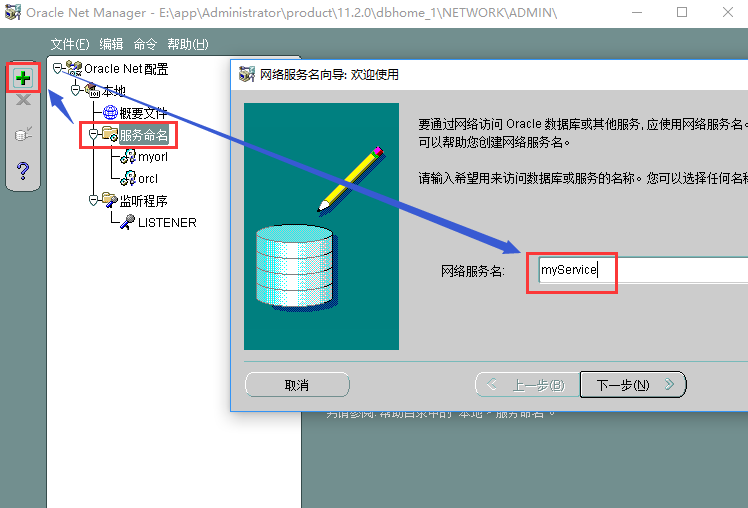 Oracle Net Manager - E:\app\Administrator\product\11.2.0\dbhome_1\NETWORK\ADMIN\
文件(F) 编辑 命令 帮助(H)
Oracle Net 配置
本地
概要文件
服务命名
myorl
orcl
监听程序
LISTENER
网络服务名向导: 欢迎使用
要通过网络访问 Oracle 数据库或其他服务, 应使用网络服务名。
可以帮助您创建网络服务名。
请输入希望用来访问数据库或服务的名称。您可以选择任何名称
网络服务名:
myService
取消
上一步(B)
下一步(N)
另请参阅: 帮助目录中的 "本地 > 服务命名"。